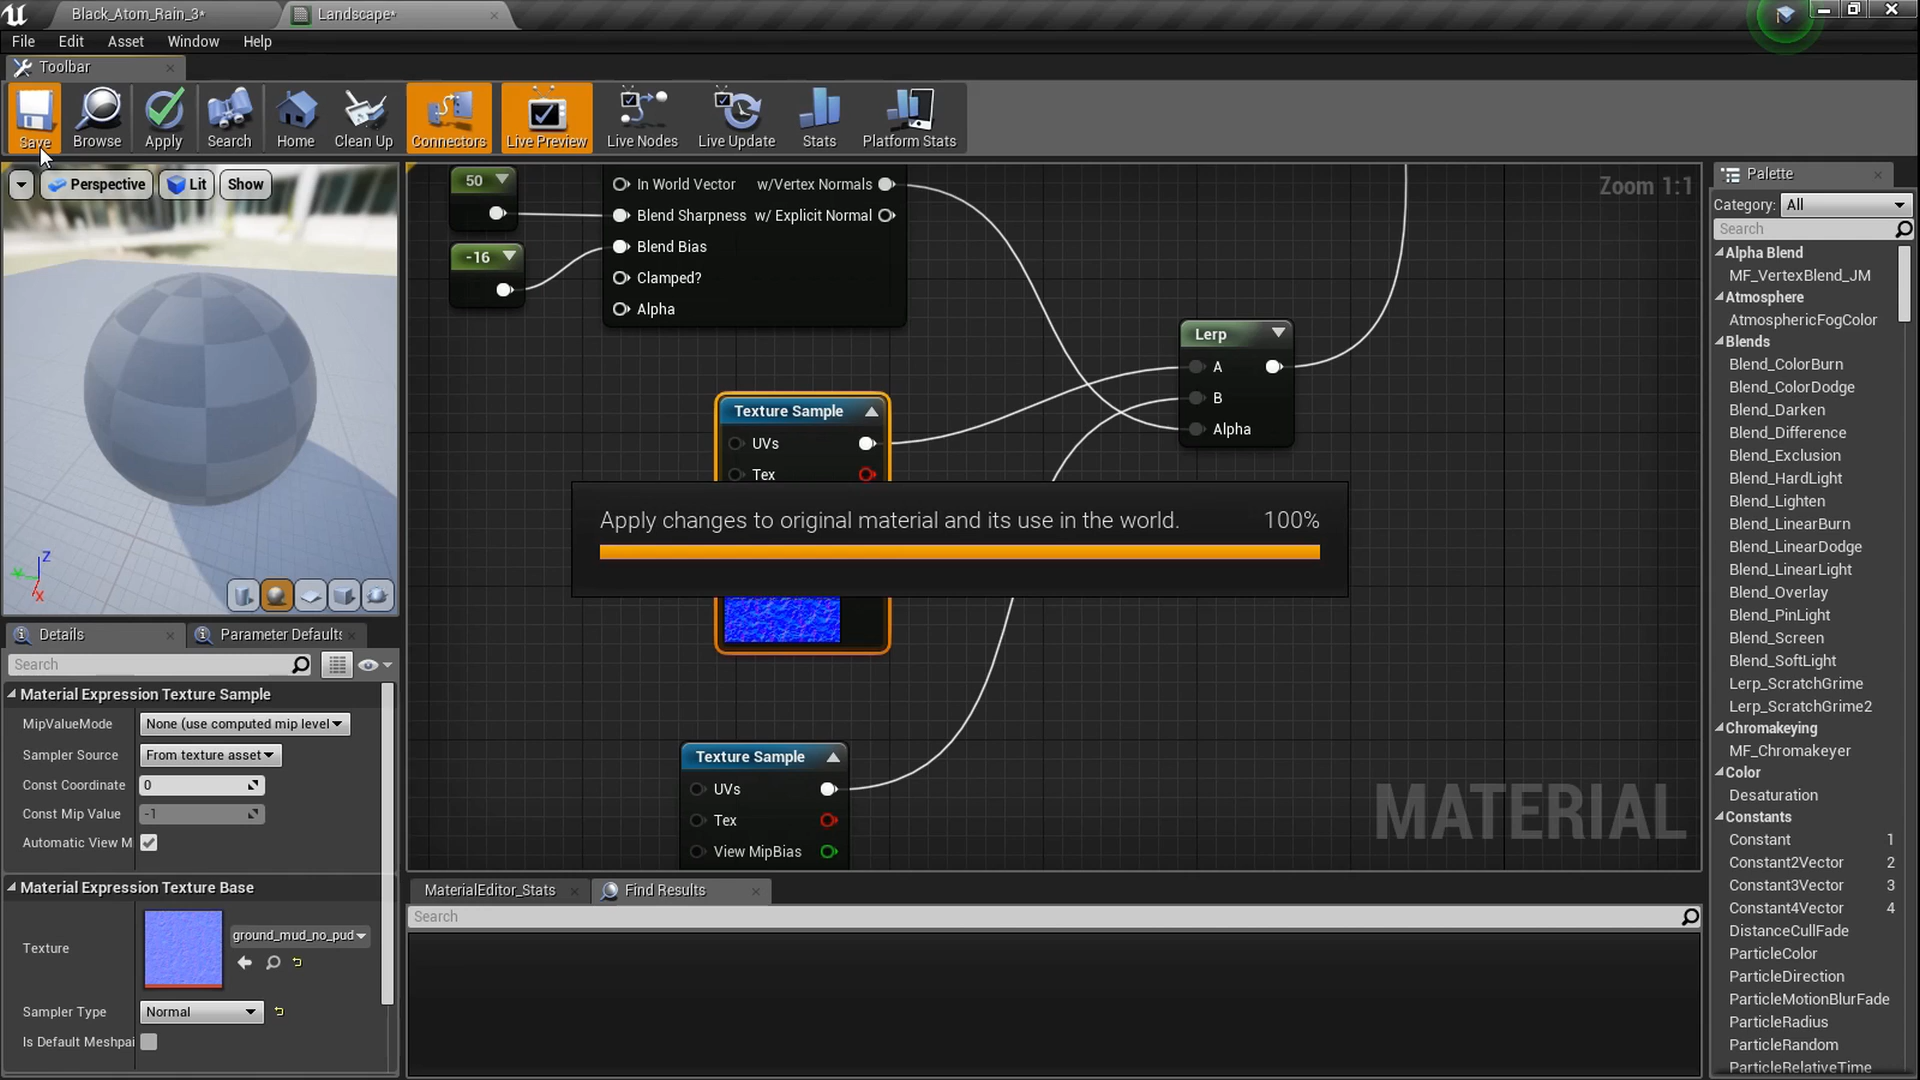 Black_Atom_Rain_3*
Landscape*
File Edit Asset Window Help
Toolbar
Save Browse Apply Search Home Clean Up Connectors Live Preview Live Nodes Live Update Stats Platform Stats
Perspective Lit Show
Z
X
50
-16
In World Vector w/Vertex Normals
Blend Sharpness w/ Explicit Normal
Blend Bias
Clamped?
Alpha
Zoom 1:1
Lerp
A
B
Alpha
Texture Sample
UVs
Tex
Apply changes to original material and its use in the world. 100%
Texture Sample
UVs
Tex
View MipBias
MATERIAL
Details
Parameter Defaults
Search
Material Expression Texture Sample
MipValueMode None (use computed mip level
Sampler Source From texture asset
Const Coordinate 0
Const Mip Value -1
Automatic View M
Material Expression Texture Base
Texture ground_mud_no_pud
Sampler Type Normal
Is Default Meshpai
MaterialEditor_Stats Find Results
Search
Palette
Category: All
Search
Alpha Blend
MF_VertexBlend_JM
Atmosphere
AtmosphericFogColor
Blends
Blend_ColorBurn
Blend_ColorDodge
Blend_Darken
Blend_Difference
Blend_Exclusion
Blend_HardLight
Blend_Lighten
Blend_LinearBurn
Blend_LinearDodge
Blend_LinearLight
Blend_Overlay
Blend_PinLight
Blend_Screen
Blend_SoftLight
Lerp_ScratchGrime
Lerp_ScratchGrime2
Chromakeying
MF_Chromakeyer
Color
Desaturation
Constants
Constant 1
Constant2Vector 2
Constant3Vector 3
Constant4Vector 4
DistanceCullFade
ParticleColor
ParticleDirection
ParticleMotionBlurFade
ParticleRadius
ParticleRandom
ParticleRelativeTime